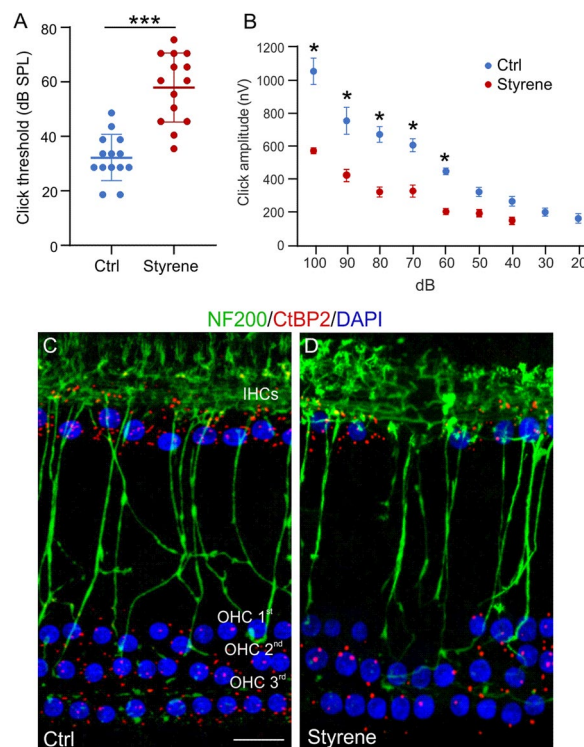 A
***
Click threshold (dB SPL)
80
60
40
20
0
Ctrl
Styrene
B
Click amplitude (nV)
1200
1000
800
600
400
200
0
*
*
*
*
*
Ctrl
Styrene
100
90
80
70
60
50
40
30
20
dB
NF200/CtBP2/DAPI
C
IHCs
OHC 1st
OHC 2nd
OHC 3rd
Ctrl
D
Styrene